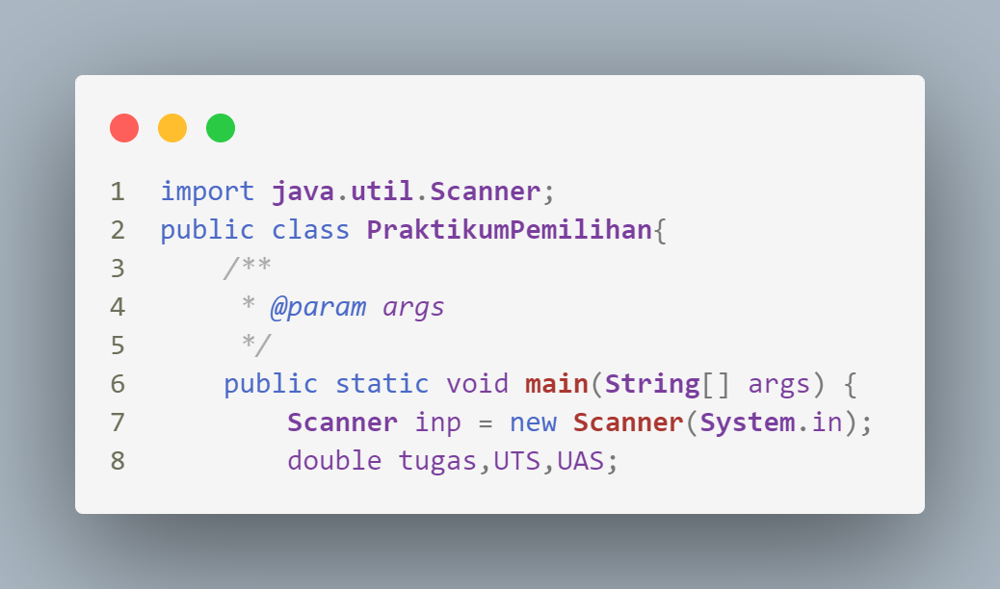 1 import java.util.Scanner;
2 public class PraktikumPemilihan{
3     /**
4      * @param args
5      */
6     public static void main(String[] args) {
7         Scanner inp = new Scanner(System.in);
8         double tugas,UTS,UAS;